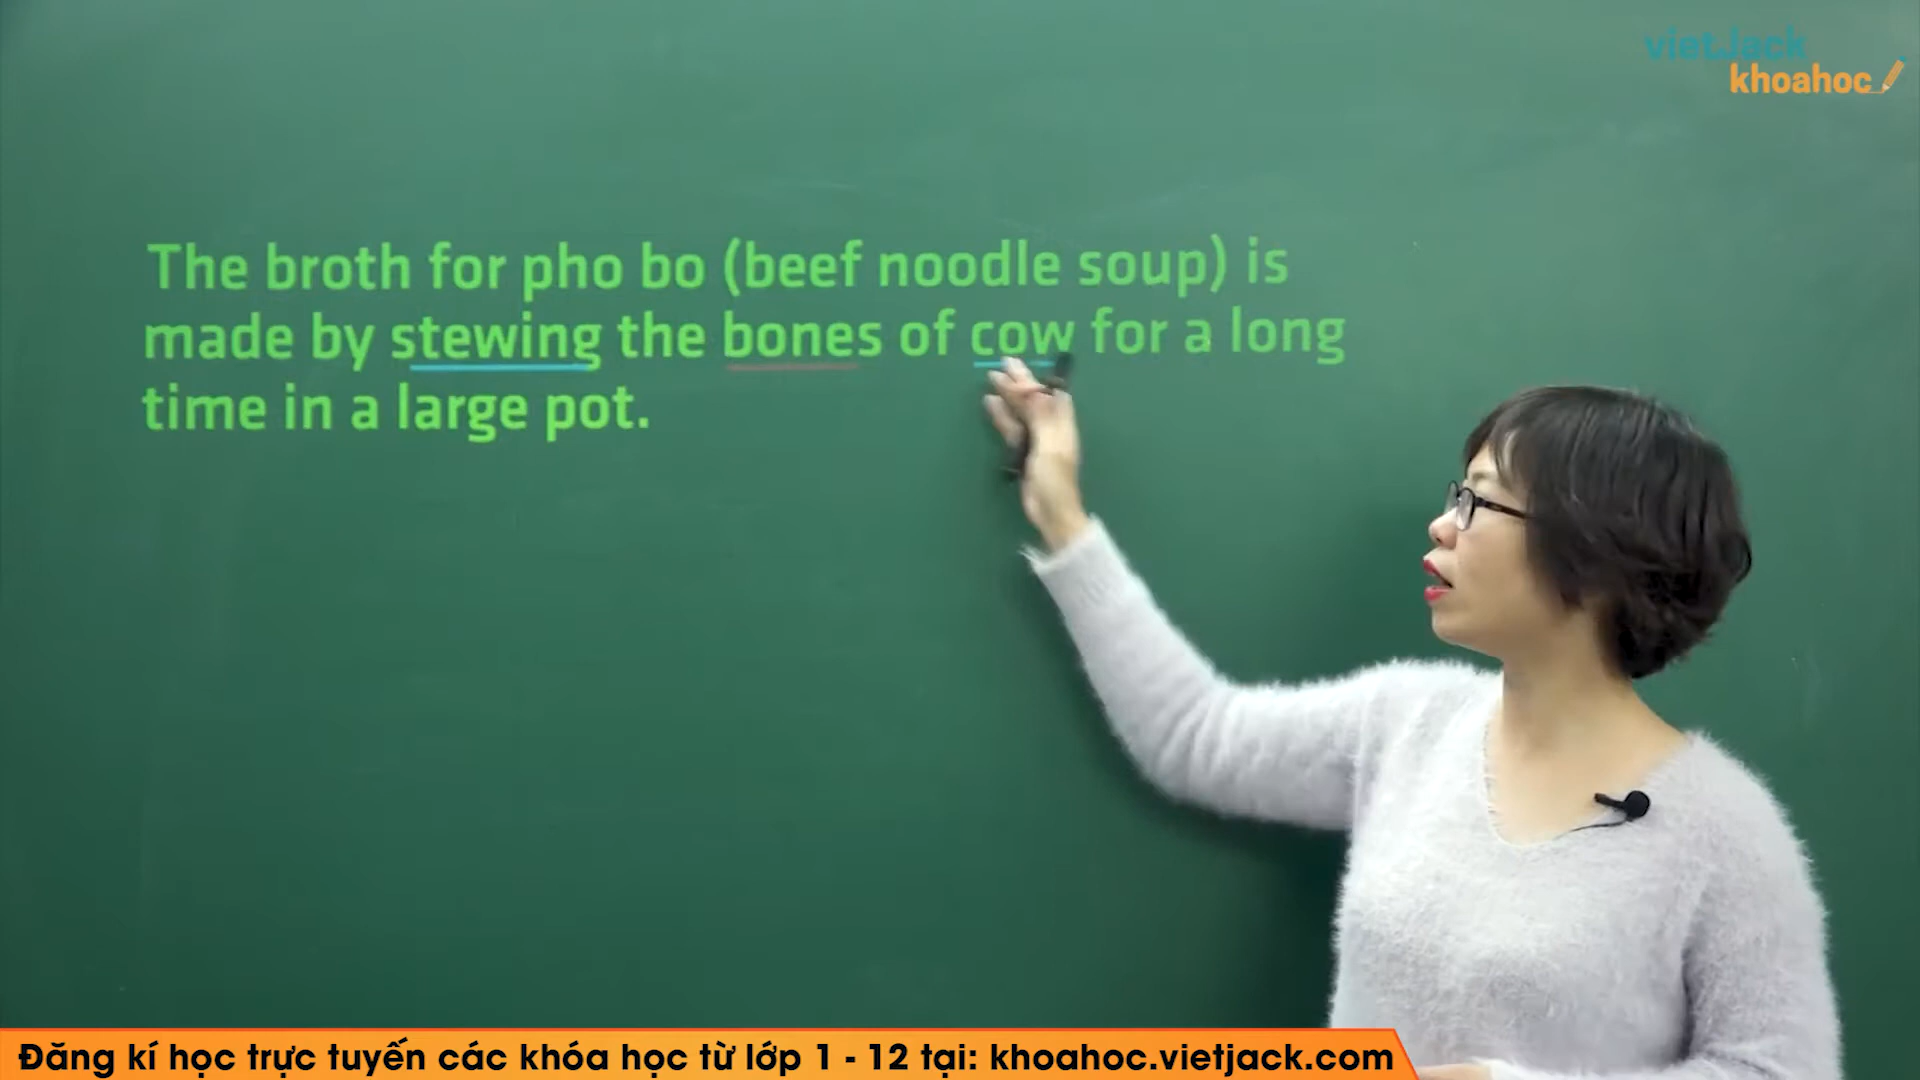 vietJack
khoahoc
The broth for pho bo (beef noodle soup) is
made by stewing the bones of cow for a long
time in a large pot.
Đăng kí học trực tuyến các khóa học từ lớp 1 - 12 tại: khoahoc.vietjack.com